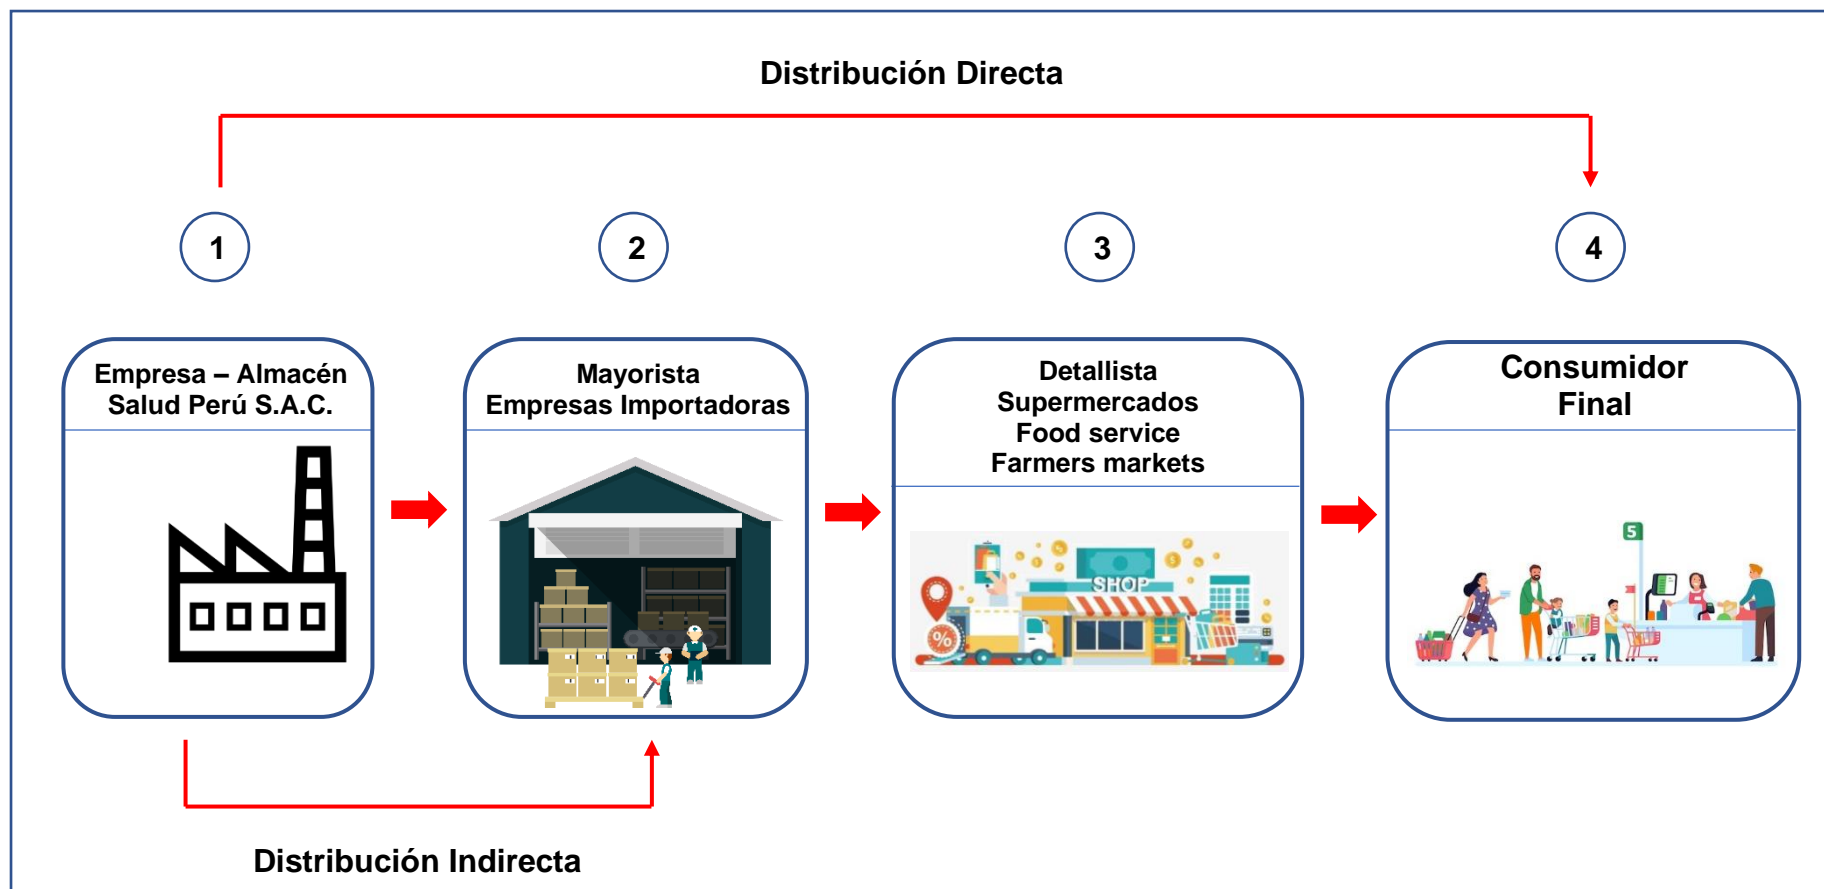 Distribución Directa
1
2
3
4
Empresa – Almacén
Salud Perú S.A.C.
Mayorista
Empresas Importadoras
Detallista
Supermercados
Food service
Farmers markets
Consumidor
Final
SHOP
%
5
Distribución Indirecta